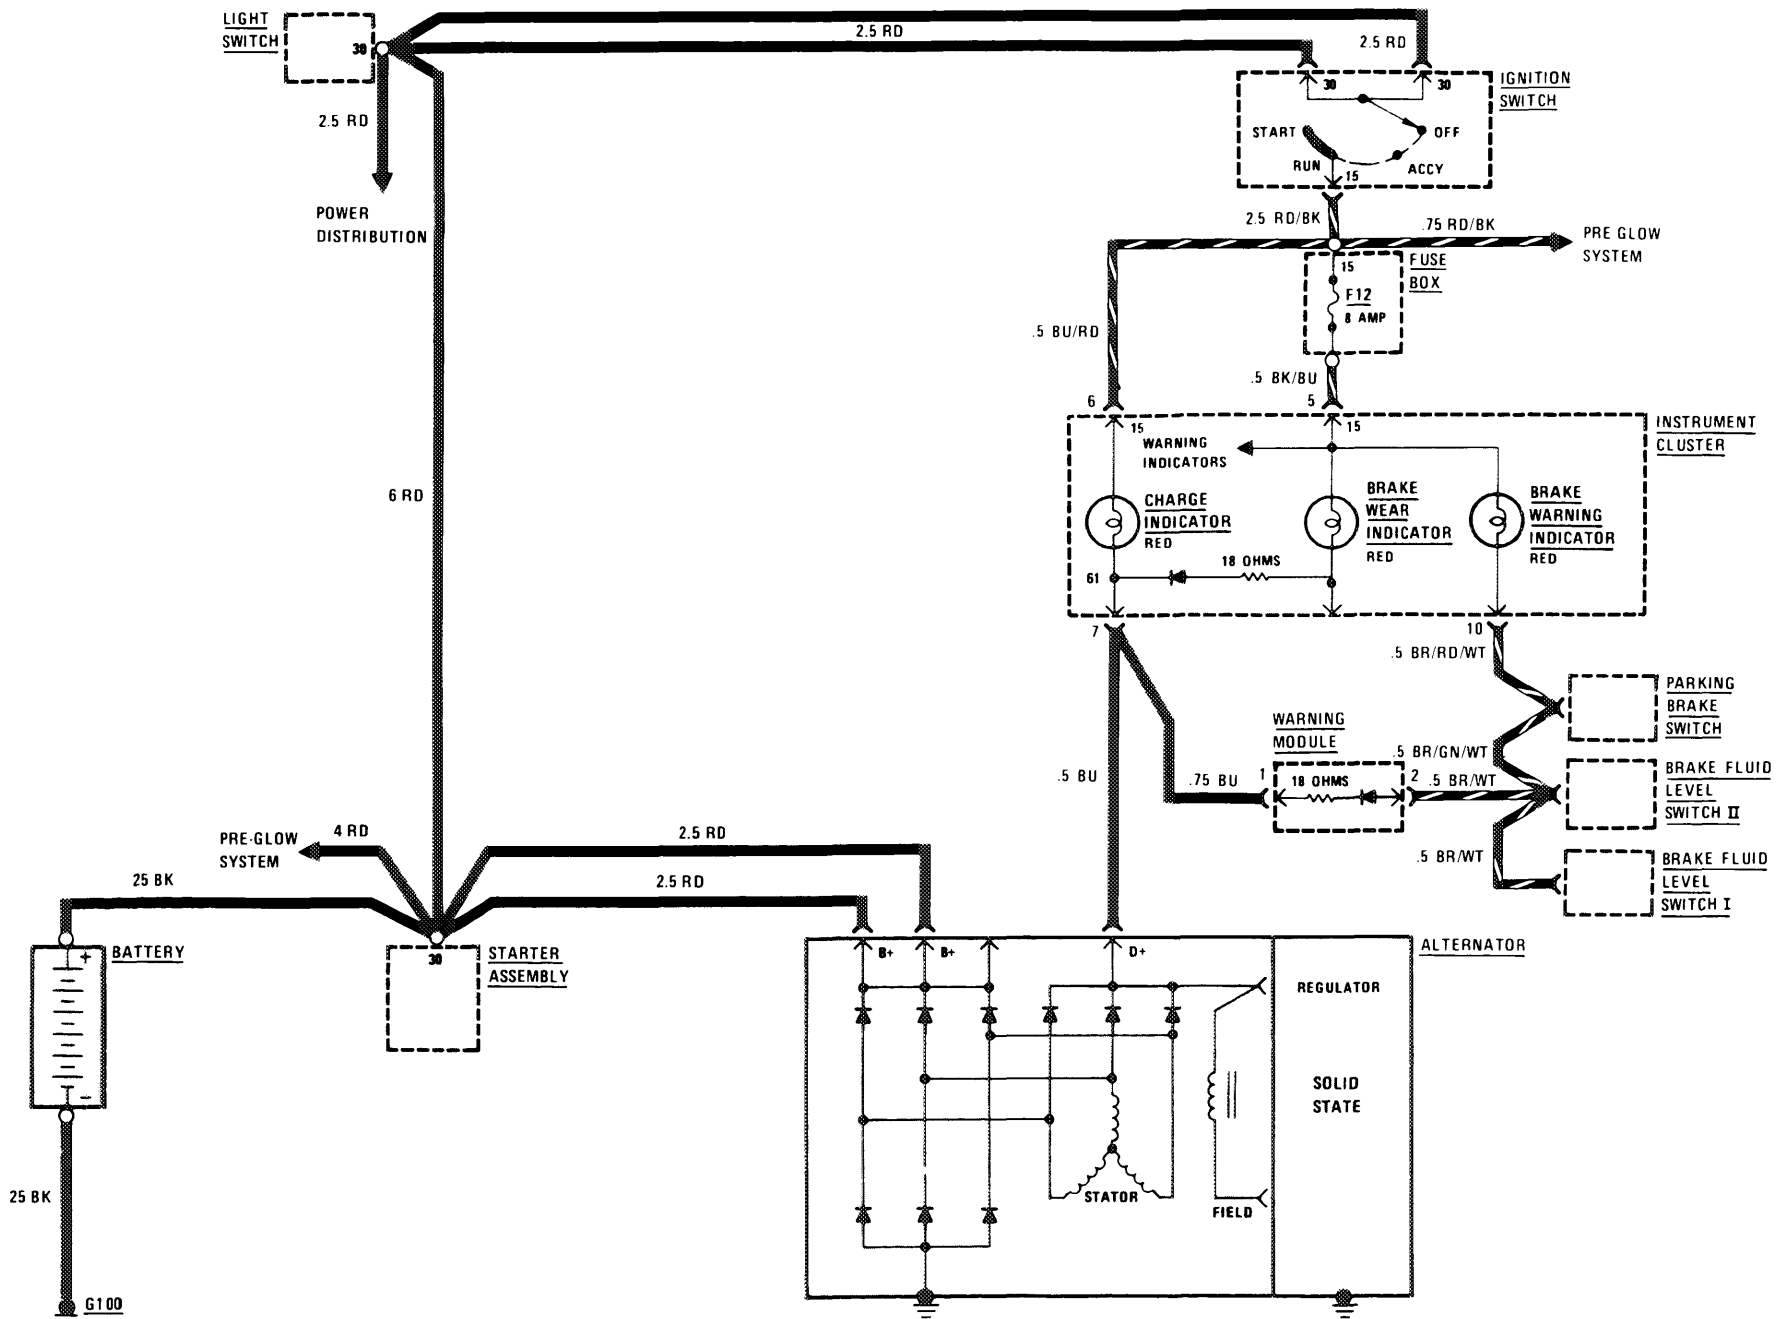 LIGHT
SWITCH
30
2.5 RD
2.5 RD
2.5 RD
POWER
DISTRIBUTION
30
30
IGNITION
SWITCH
START
OFF
RUN
ACCY
15
2.5 RD/BK
.75 RD/BK
PRE GLOW
SYSTEM
15
FUSE
BOX
F12
8 AMP
.5 BU/RD
.5 BK/BU
6
5
15
15
INSTRUMENT
CLUSTER
WARNING
INDICATORS
CHARGE
INDICATOR
RED
BRAKE
WEAR
INDICATOR
RED
BRAKE
WARNING
INDICATOR
RED
61
18 OHMS
6 RD
7
10
.5 BR/RD/WT
PARKING
BRAKE
SWITCH
WARNING
MODULE
.5 BU
.75 BU
1
18 OHMS
2
.5 BR/GN/WT
.5 BR/WT
BRAKE FLUID
LEVEL
SWITCH II
.5 BR/WT
BRAKE FLUID
LEVEL
SWITCH I
PRE-GLOW
SYSTEM
4 RD
2.5 RD
25 BK
2.5 RD
BATTERY
+
−
30
STARTER
ASSEMBLY
B+
B+
D+
ALTERNATOR
REGULATOR
SOLID
STATE
STATOR
FIELD
25 BK
G100